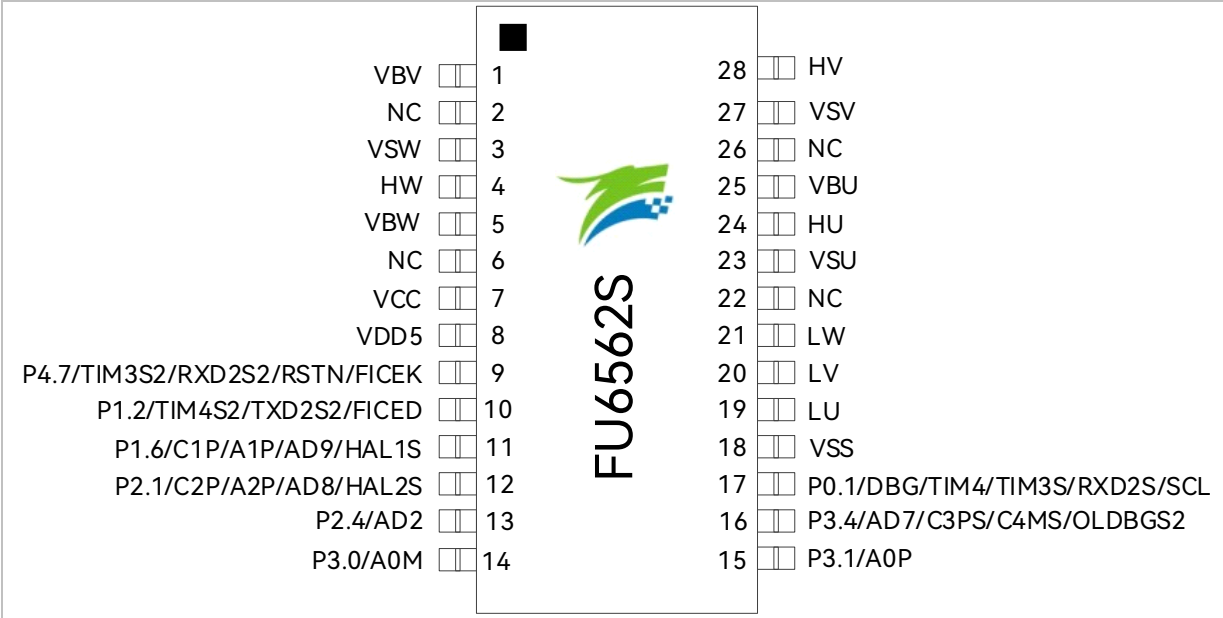 VBV 1 28 HV
NC 2 27 VSV
VSW 3 26 NC
HW 4 25 VBU
VBW 5 24 HU
NC 6 23 VSU
VCC 7 22 NC
VDD5 8 21 LW
P4.7/TIM3S2/RXD2S2/RSTN/FICEK 9 20 LV
P1.2/TIM4S2/TXD2S2/FICED 10 19 LU
P1.6/C1P/A1P/AD9/HAL1S 11 18 VSS
P2.1/C2P/A2P/AD8/HAL2S 12 17 P0.1/DBG/TIM4/TIM3S/RXD2S/SCL
P2.4/AD2 13 16 P3.4/AD7/C3PS/C4MS/OLDBGS2
P3.0/A0M 14 15 P3.1/A0P
FU6562S